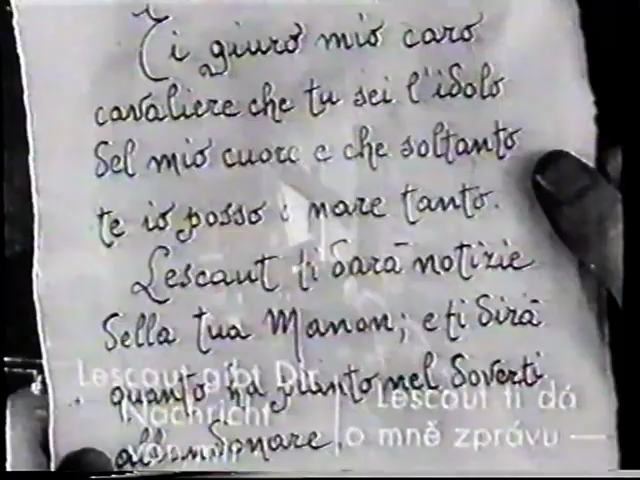 Ti giuro mio caro
cavaliere che tu sei l'idolo
del mio cuore e che soltanto
te io posso amare tanto.
Lescaut ti darà notizie
della tua Manon; e ti dirà
quanto ha pianto nel doverti
abbandonare.
Lescaut gibt Dir
Nachricht
Lescaut ti dá
o mně zprávu —